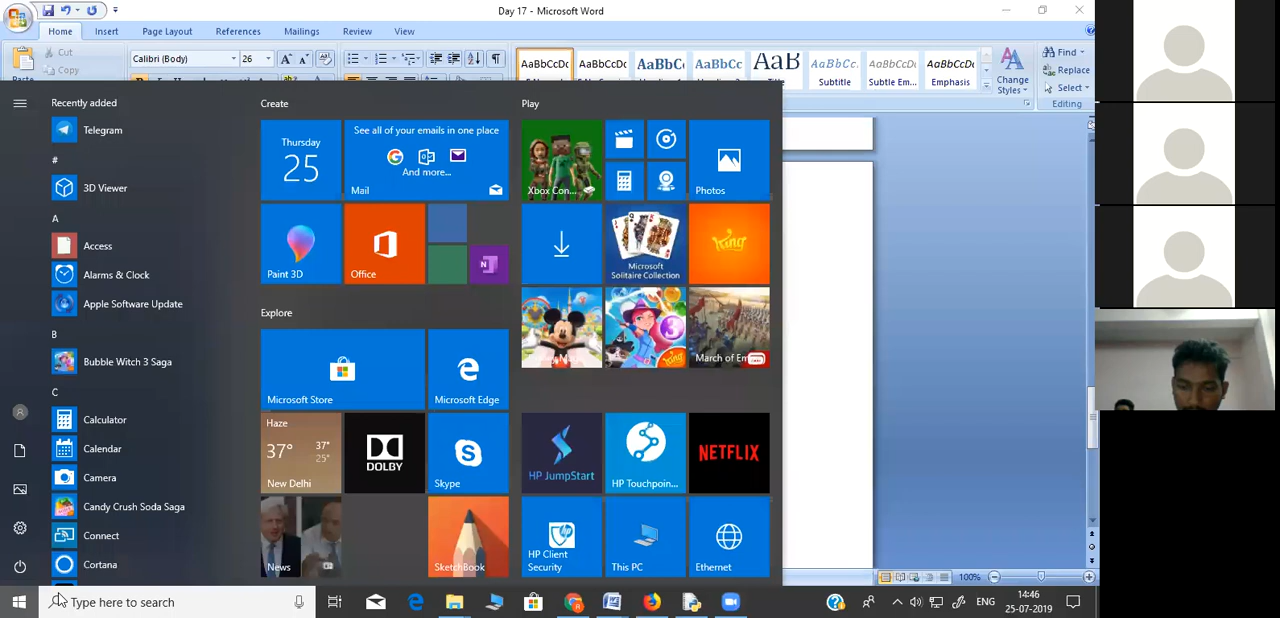 Day 17 - Microsoft Word
Home Insert Page Layout References Mailings Review View
Cut
Copy
Calibri (Body) 26
AaBbCcDc AaBbCcDc AaBbCc AaBbCc AaB AaBbCc. AaBbCcDc AaBbCcDc
Subtitle Subtle Em... Emphasis
Change Styles
Find
Replace
Select
Editing
Recently added
Telegram
#
3D Viewer
A
Access
Alarms & Clock
Apple Software Update
B
Bubble Witch 3 Saga
C
Calculator
Calendar
Camera
Candy Crush Soda Saga
Connect
Cortana
Create
Thursday
25
See all of your emails in one place
And more...
Mail
Paint 3D
Office
N
Explore
Microsoft Store
Microsoft Edge
Haze
37° 37°
25°
New Delhi
DOLBY
Skype
News
SketchBook
Play
Xbox Con...
Photos
Microsoft
Solitaire Collection
King
3
King
March of Em
HP JumpStart
HP Touchpoin...
NETFLIX
HP Client
Security
This PC
Ethernet
100%
Type here to search
ENG
14:46
25-07-2019